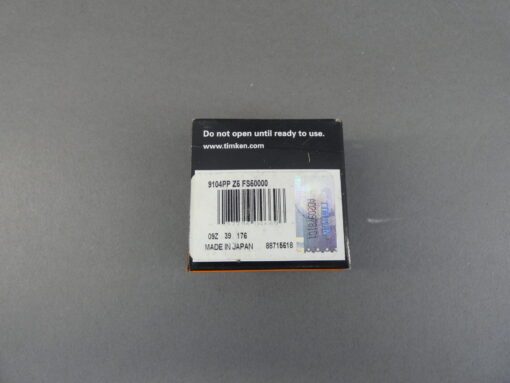 Do not open until ready to use.
www.timken.com
9104PP Z6 FS60000
09Z 39 176
MADE IN JAPAN 88715618